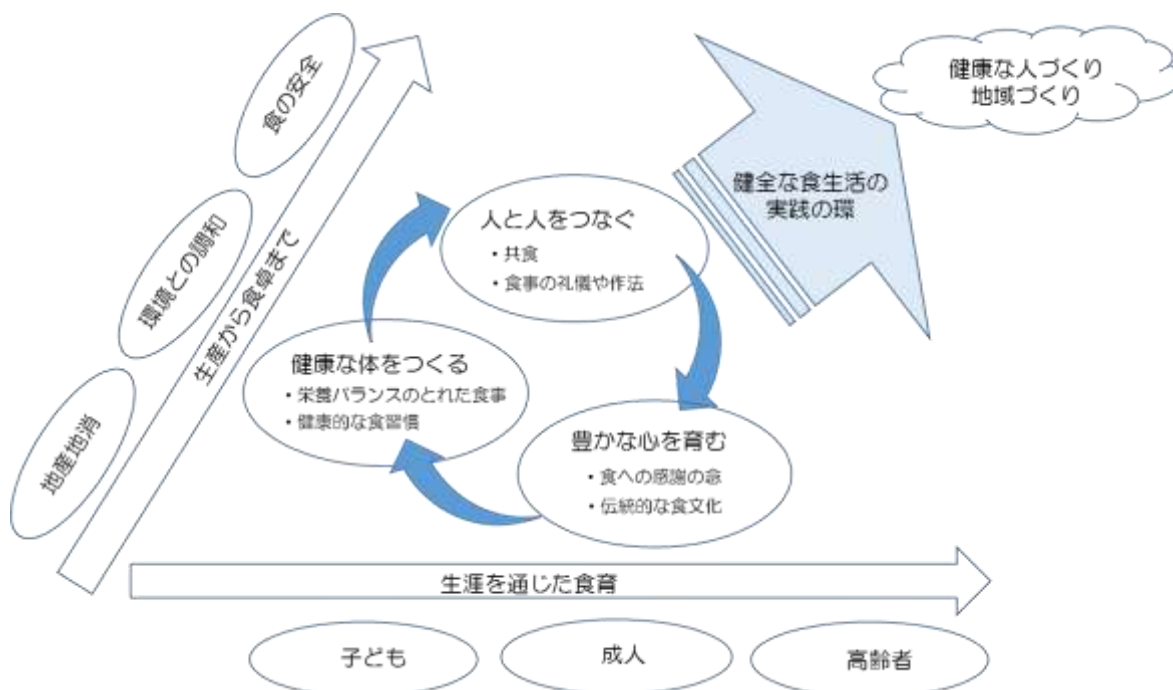 食の安全
環境との調和
地産地消
生産から食卓まで
健康な人づくり
地域づくり
健全な食生活の
実践の環
人と人をつなぐ
・共食
・食事の礼儀や作法
健康な体をつくる
・栄養バランスのとれた食事
・健康的な食習慣
豊かな心を育む
・食への感謝の念
・伝統的な食文化
生涯を通じた食育
子ども
成人
高齢者